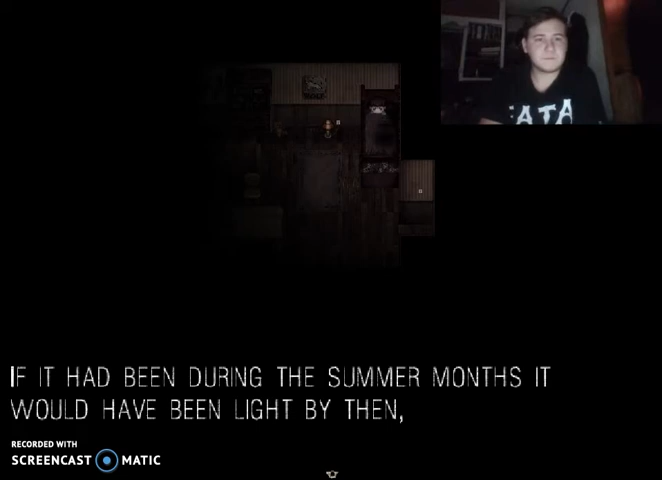 ATA
IF IT HAD BEEN DURING THE SUMMER MONTHS IT
WOULD HAVE BEEN LIGHT BY THEN,
RECORDED WITH
SCREENCAST MATIC